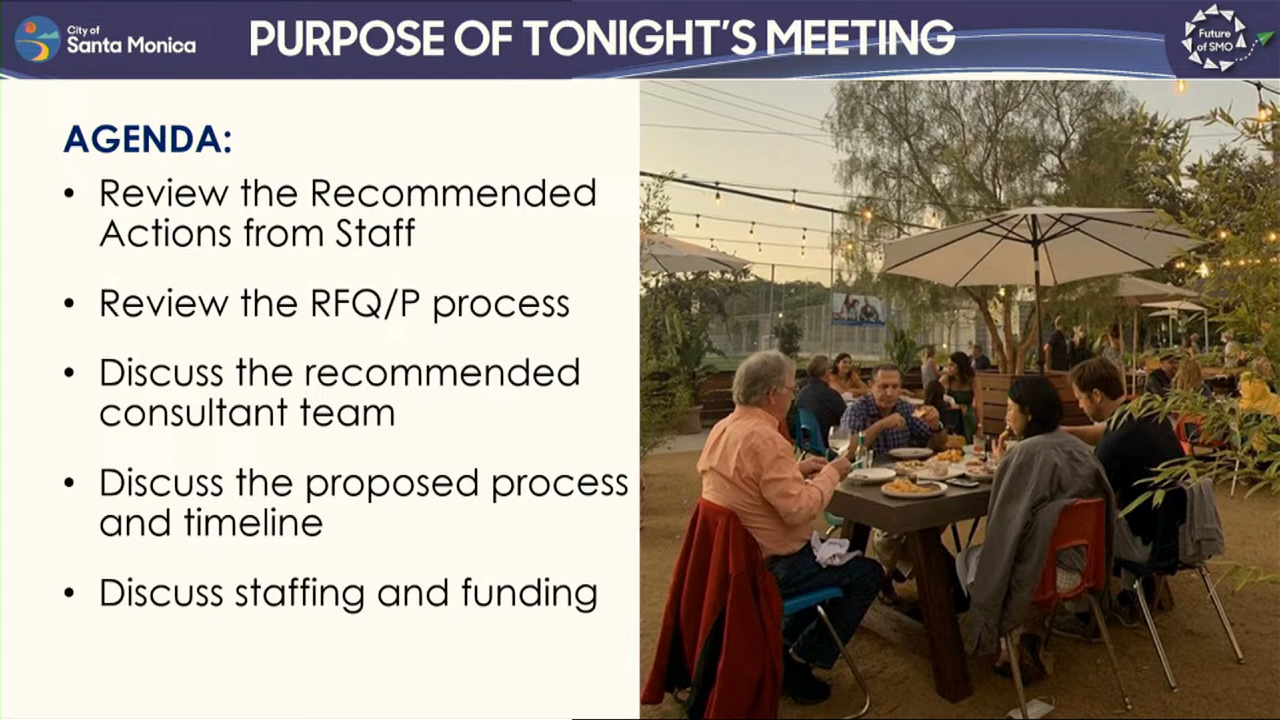 City of
Santa Monica
PURPOSE OF TONIGHT'S MEETING
Future
of SMO
AGENDA:
• Review the Recommended
Actions from Staff
• Review the RFQ/P process
• Discuss the recommended
consultant team
• Discuss the proposed process
and timeline
• Discuss staffing and funding